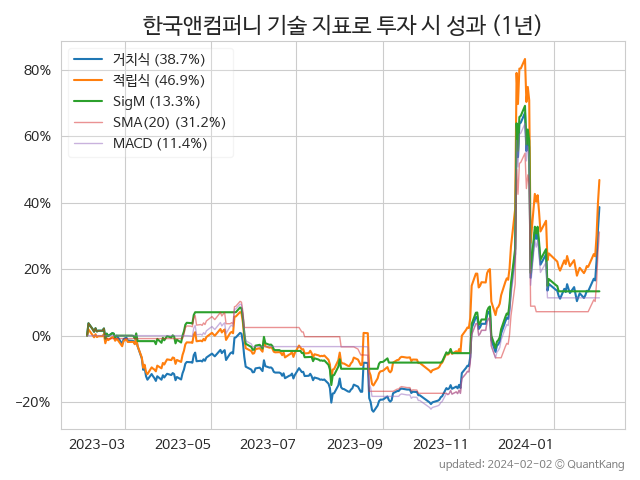 한국앤컴퍼니 기술 지표로 투자 시 성과 (1년)
거치식 (38.7%)
적립식 (46.9%)
SigM (13.3%)
SMA(20) (31.2%)
MACD (11.4%)
80%
60%
40%
20%
0%
−20%
2023-03 2023-05 2023-07 2023-09 2023-11 2024-01
updated: 2024-02-02 © QuantKang